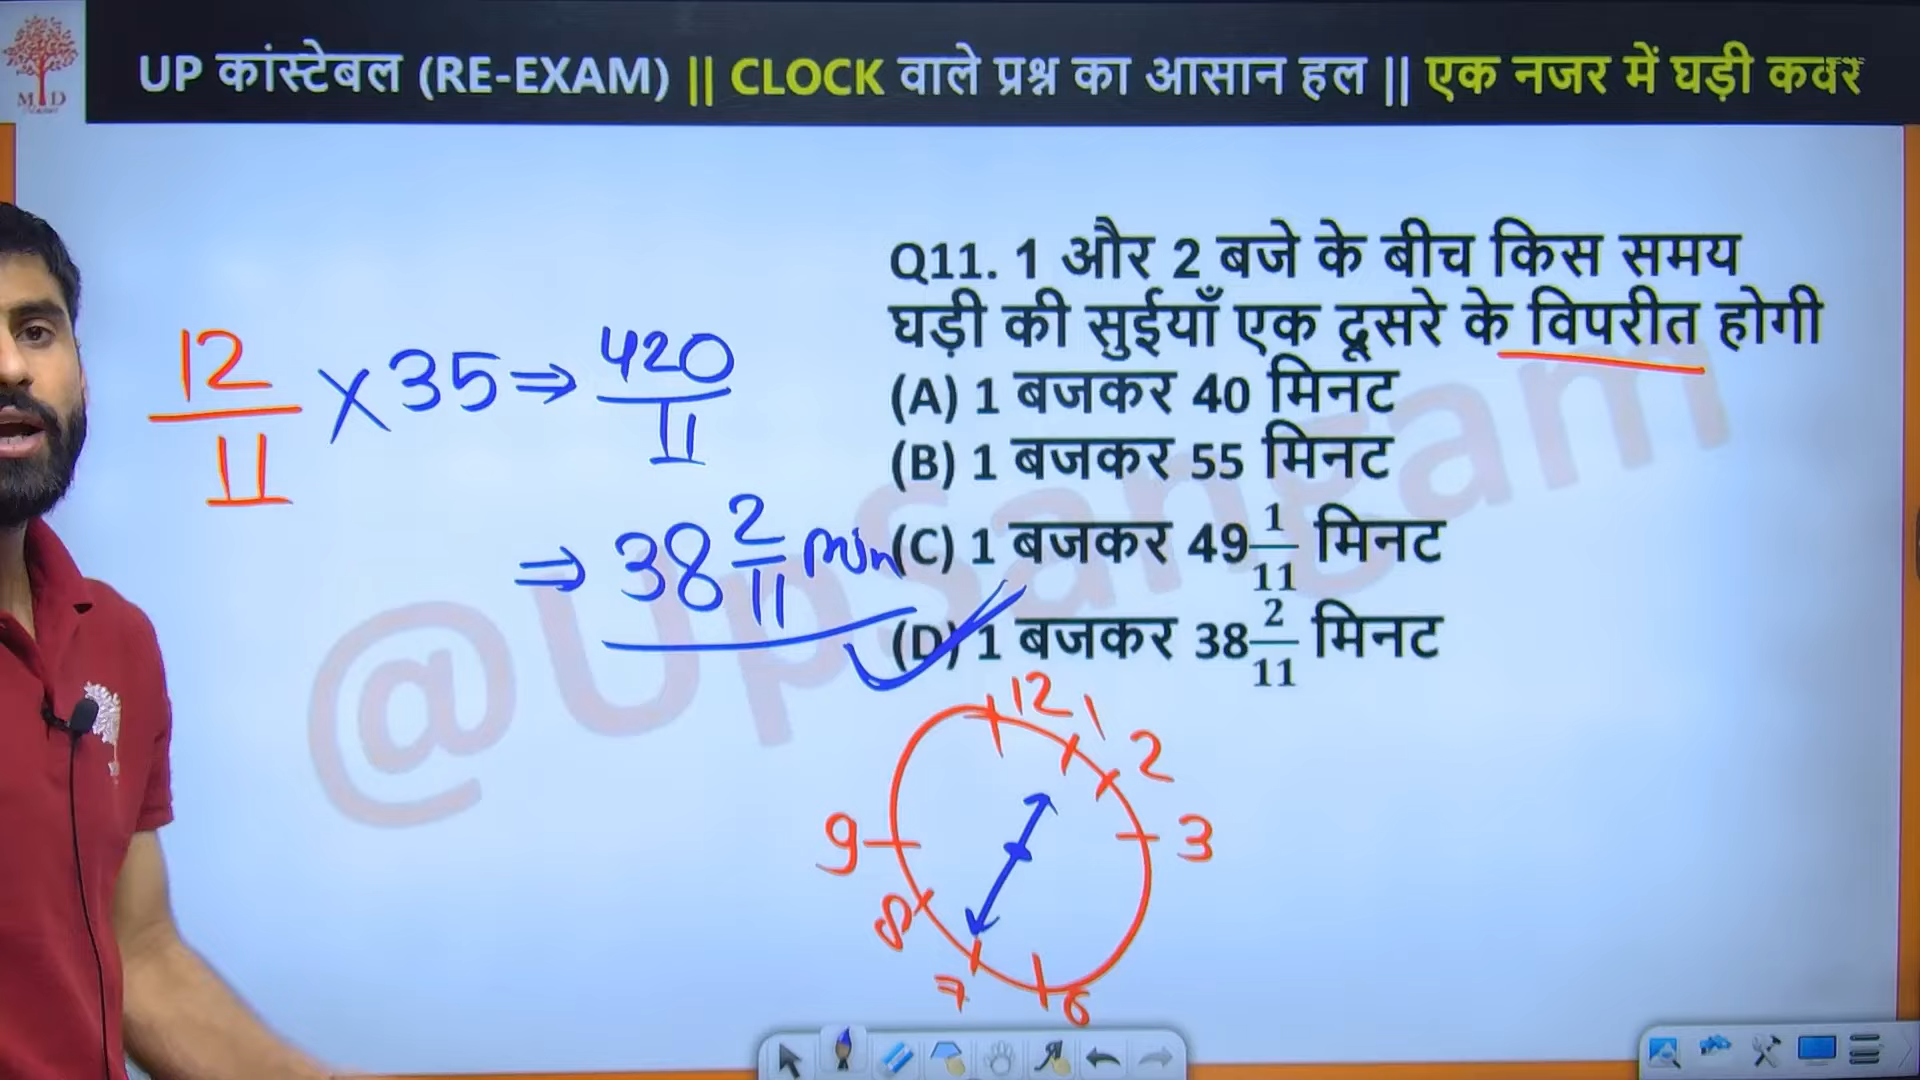 UP कांस्टेबल (RE-EXAM) || CLOCK वाले प्रश्न का आसान हल || एक नजर में घड़ी कवर
M D
Q11. 1 और 2 बजे के बीच किस समय
घड़ी की सुईयाँ एक दूसरे के विपरीत होगी
(A) 1 बजकर 40 मिनट
(B) 1 बजकर 55 मिनट
(C) 1 बजकर 49 1/11 मिनट
(D) 1 बजकर 38 2/11 मिनट
12/11 × 35 ⇒ 420/11
⇒ 38 2/11 min
12
1
2
3
6
7
8
9
@UpSangam